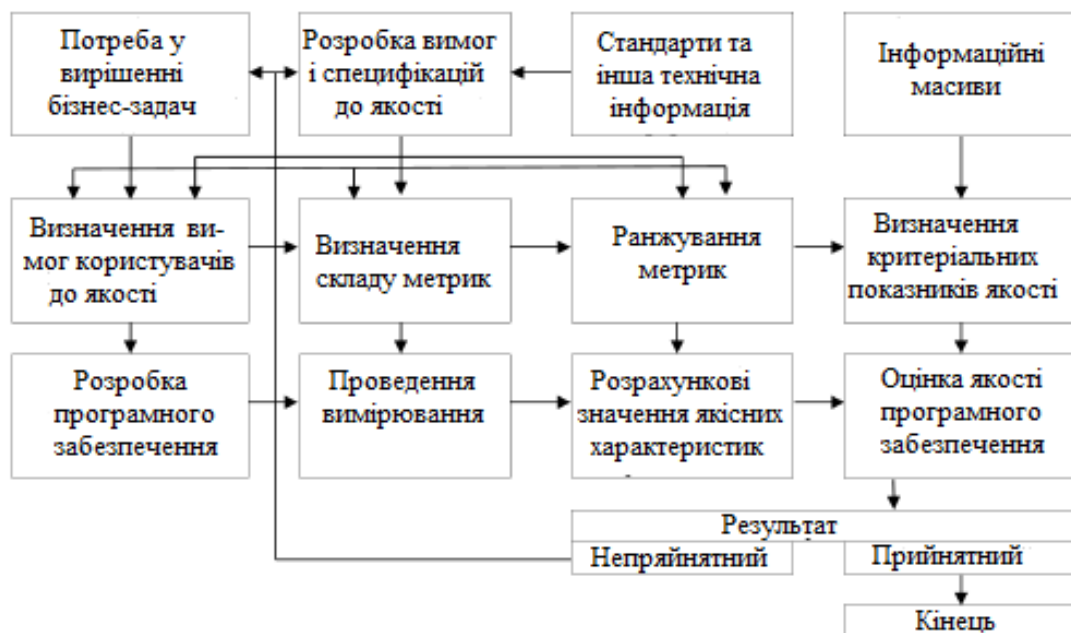 Потреба у
вирішенні
бізнес-задач
Розробка вимог
і специфікацій
до якості
Стандарти та
інша технічна
інформація
Інформаційні
масиви
Визначення ви-
мог користувачів
до якості
Визначення
складу метрик
Ранжування
метрик
Визначення
критеріальних
показників якості
Розробка
програмного
забезпечення
Проведення
вимірювання
Розрахункові
значення якісних
характеристик
Оцінка якості
програмного
забезпечення
Результат
Непряйнятний
Прийнятний
Кінець